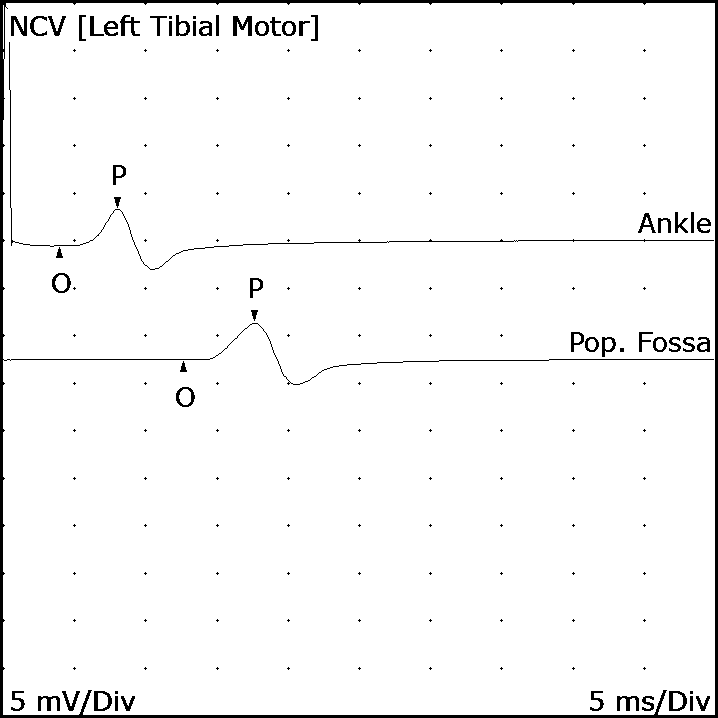 NCV [Left Tibial Motor]
P
Ankle
O
P
Pop. Fossa
O
5 mV/Div
5 ms/Div